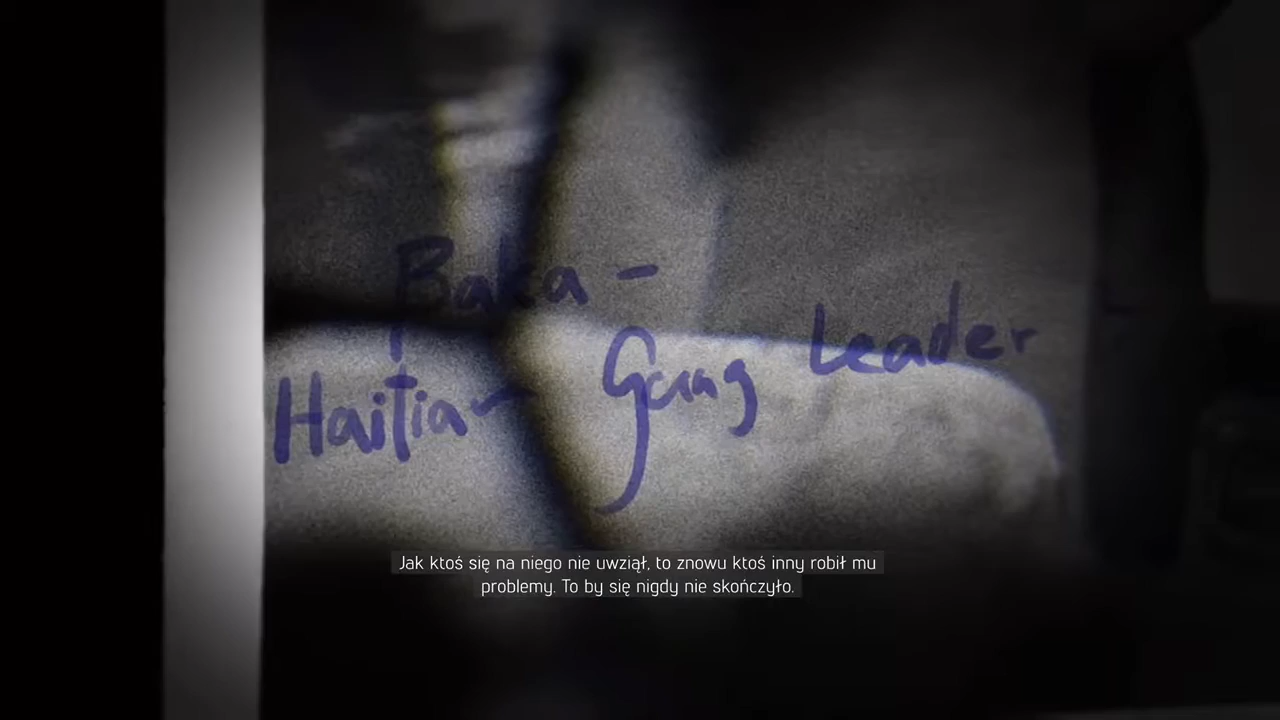 Baka -
Haitian Gang Leader
Jak ktoś się na niego nie uwziął, to znowu ktoś inny robił mu
problemy. To by się nigdy nie skończyło.